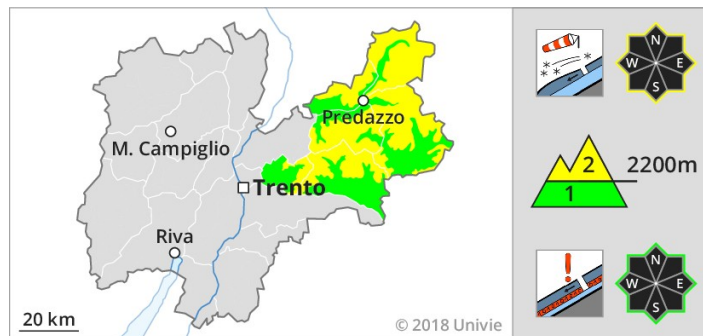 N
W E
S
Predazzo
M. Campiglio
2 2200m
1
Trento
Riva
!
N
W E
S
20 km
© 2018 Univie